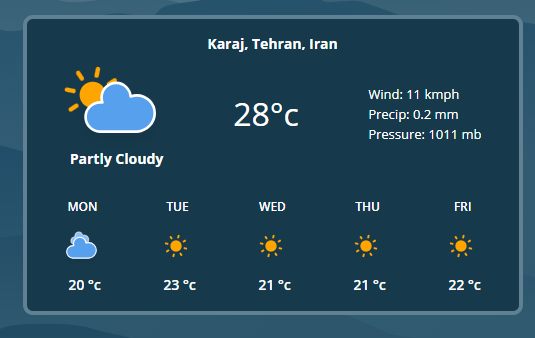 Karaj, Tehran, Iran
28°c
Wind: 11 kmph
Precip: 0.2 mm
Pressure: 1011 mb
Partly Cloudy
MON TUE WED THU FRI
20 °c 23 °c 21 °c 21 °c 22 °c